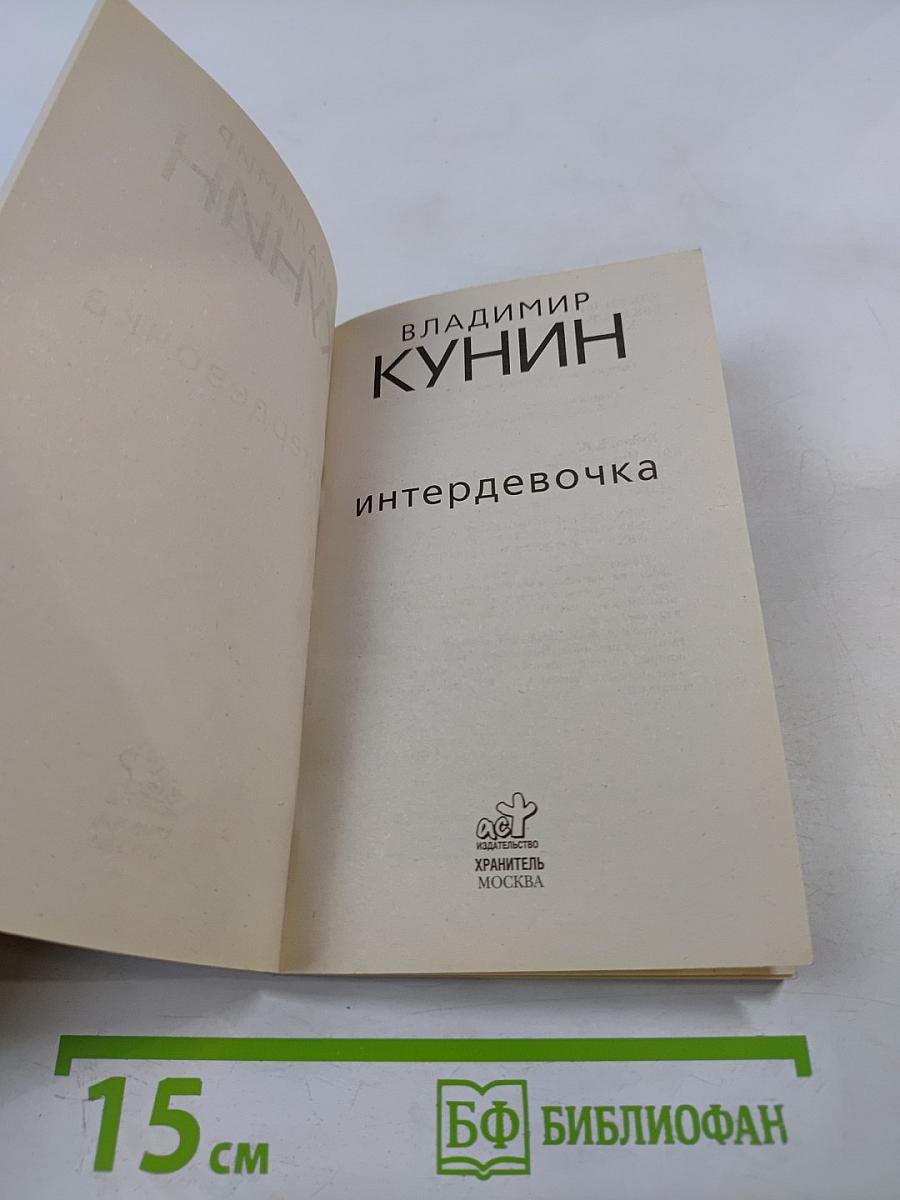 ВЛАДИМИР
КУНИН
интердевочка
аст
ИЗДАТЕЛЬСТВО
ХРАНИТЕЛЬ
МОСКВА
15 см
БФ БИБЛИОФАН